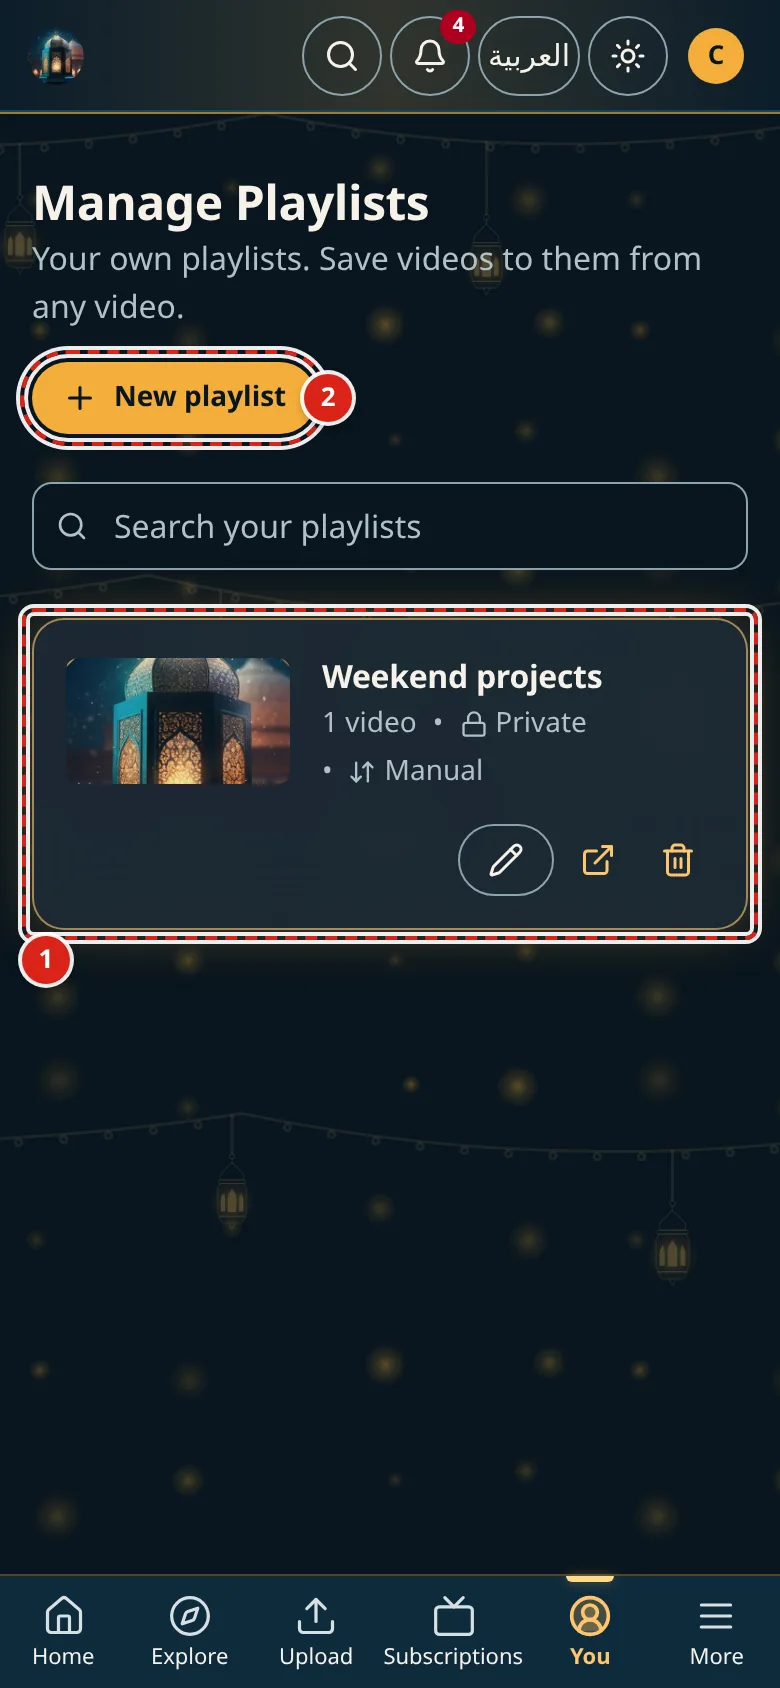 4
العربية
C
Manage Playlists
Your own playlists. Save videos to them from
any video.
New playlist
2
Search your playlists
Weekend projects
1 video • Private
• Manual
1
Home
Explore
Upload
Subscriptions
You
More